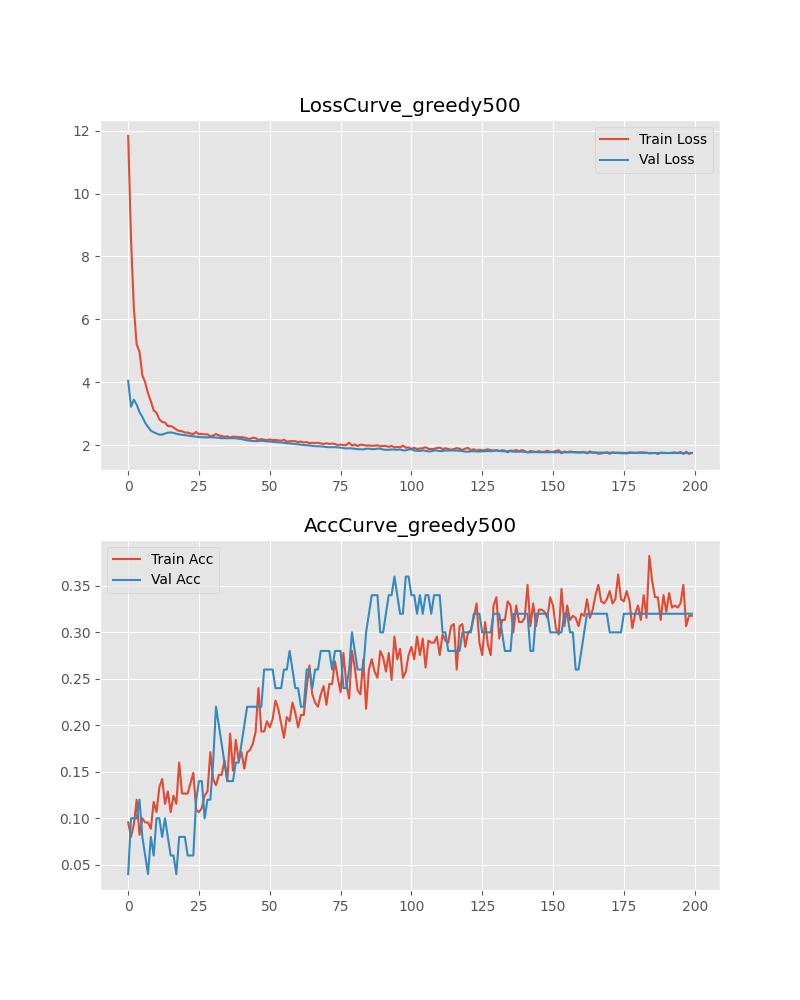 LossCurve_greedy500
12
10
8
6
4
2
Train Loss
Val Loss
0 25 50 75 100 125 150 175 200
AccCurve_greedy500
0.35
0.30
0.25
0.20
0.15
0.10
0.05
Train Acc
Val Acc
0 25 50 75 100 125 150 175 200